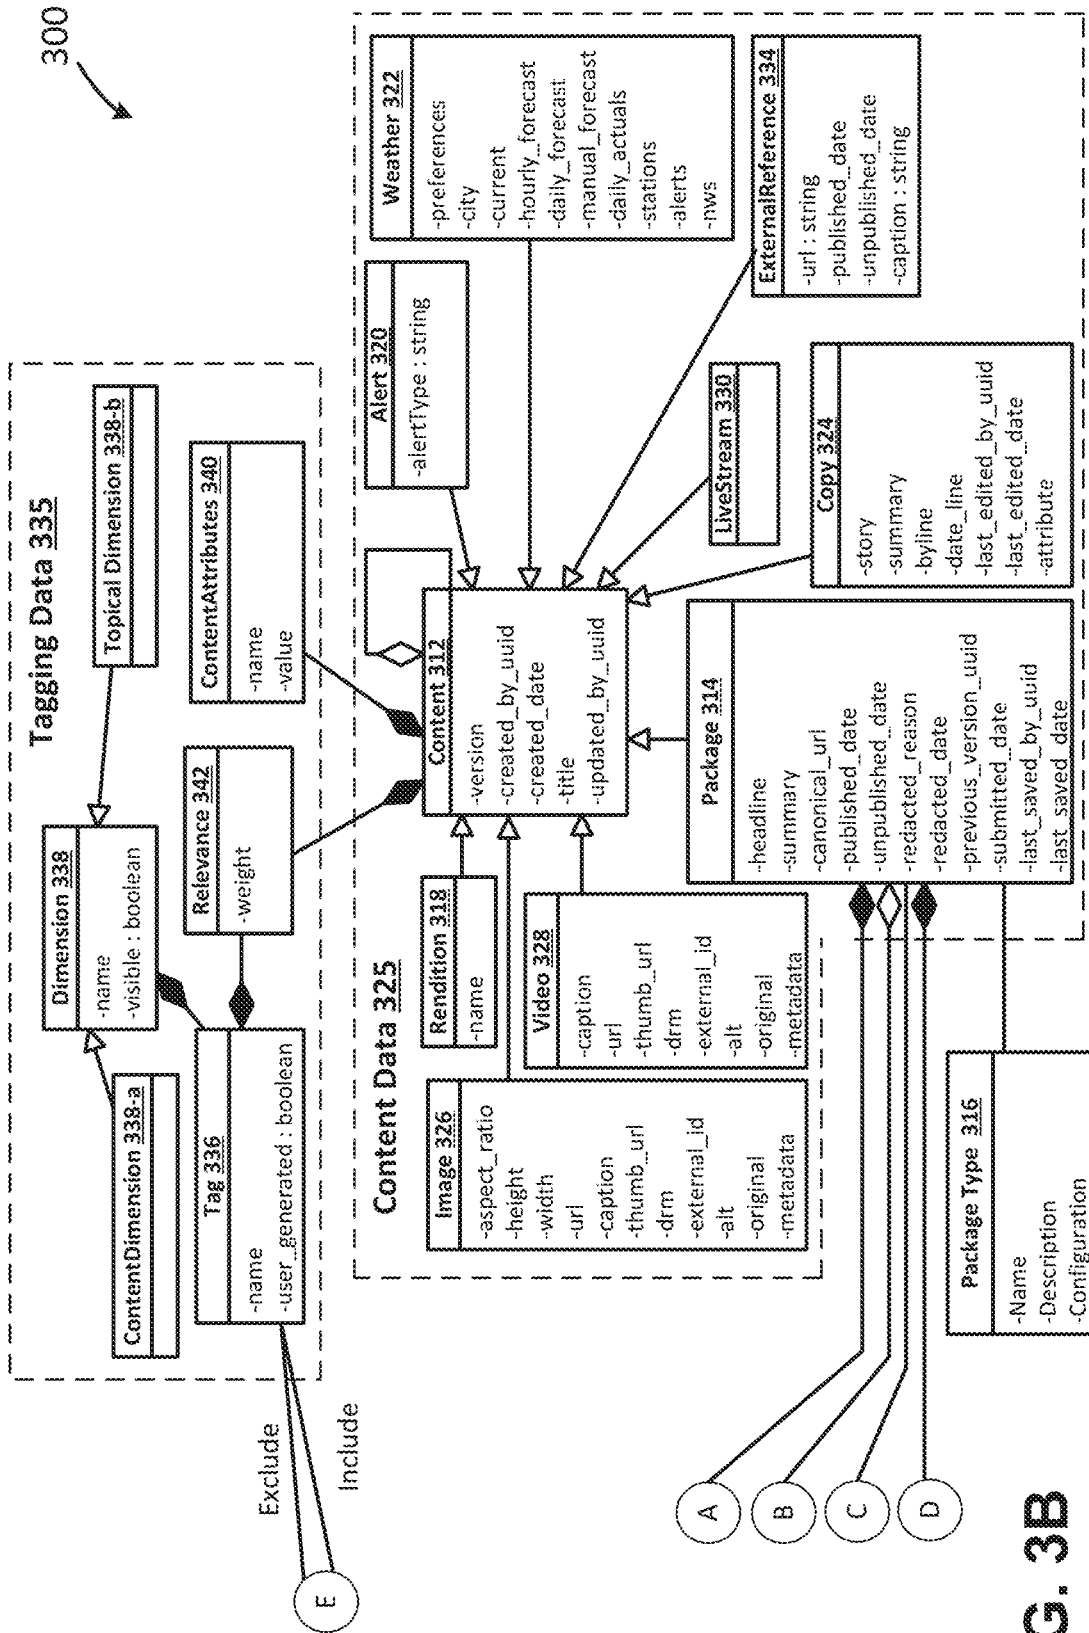 300
Tagging Data 335
ContentDimension 338-a
Dimension 338
-name
-visible : boolean
Topical Dimension 338-b
Tag 336
-name
-user_generated : boolean
Relevance 342
-weight
ContentAttributes 340
-name
-value
Exclude
Include
E
Content Data 325
Image 326
-aspect_ratio
-height
-width
-url
-caption
-thumb_url
-drm
-external_id
-alt
-original
-metadata
Rendition 318
-name
Video 328
-caption
-url
-thumb_url
-drm
-external_id
-alt
-original
-metadata
Content 312
-version
-created_by_uuid
-created_date
-title
-updated_by_uuid
Alert 320
-alertType : string
Weather 322
-preferences
-city
-current
-hourly_forecast
-daily_forecast
-manual_forecast
-daily_actuals
-stations
-alerts
-nws
ExternalReference 334
-url : string
-published_date
-unpublished_date
-caption : string
LiveStream 330
Copy 324
-story
-summary
-byline
-date_line
-last_edited_by_uuid
-last_edited_date
-attribute
Package 314
-headline
-summary
-canonical_url
-published_date
-unpublished_date
-redacted_reason
-redacted_date
-previous_version_uuid
-submitted_date
-last_saved_by_uuid
-last_saved_date
Package Type 316
-Name
-Description
-Configuration
A
B
C
D
G. 3B